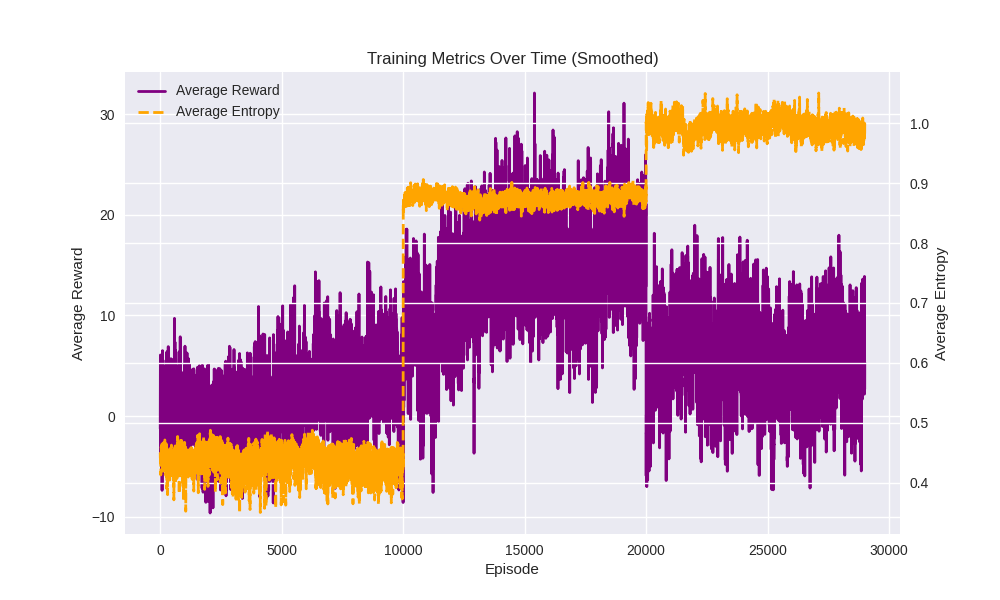 Training Metrics Over Time (Smoothed)
Average Reward
Average Entropy
30
20
10
0
−10
Average Reward
1.0
0.9
0.8
0.7
0.6
0.5
0.4
Average Entropy
0 5000 10000 15000 20000 25000 30000
Episode